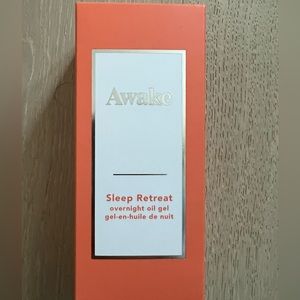 Awake
Sleep Retreat
overnight oil gel
gel-en-huile de nuit